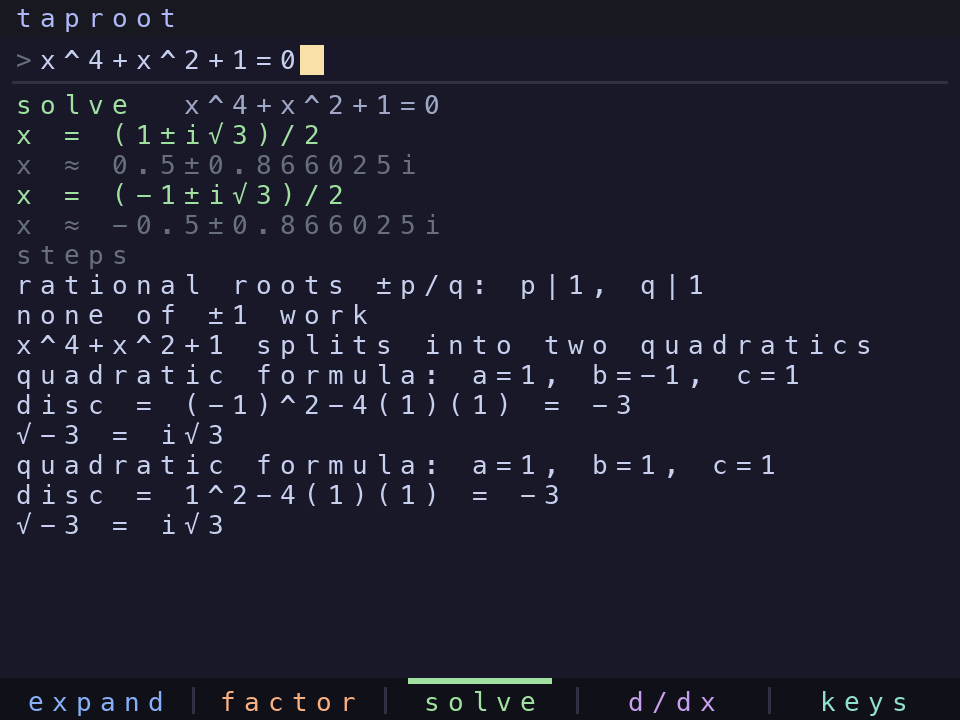 taproot
>x^4+x^2+1=0
solve x^4+x^2+1=0
x = (1±i√3)/2
x ≈ 0.5±0.866025i
x = (−1±i√3)/2
x ≈ −0.5±0.866025i
steps
rational roots ±p/q: p|1, q|1
none of ±1 work
x^4+x^2+1 splits into two quadratics
quadratic formula: a=1, b=−1, c=1
disc = (−1)^2−4(1)(1) = −3
√−3 = i√3
quadratic formula: a=1, b=1, c=1
disc = 1^2−4(1)(1) = −3
√−3 = i√3
expand | factor | solve | d/dx | keys